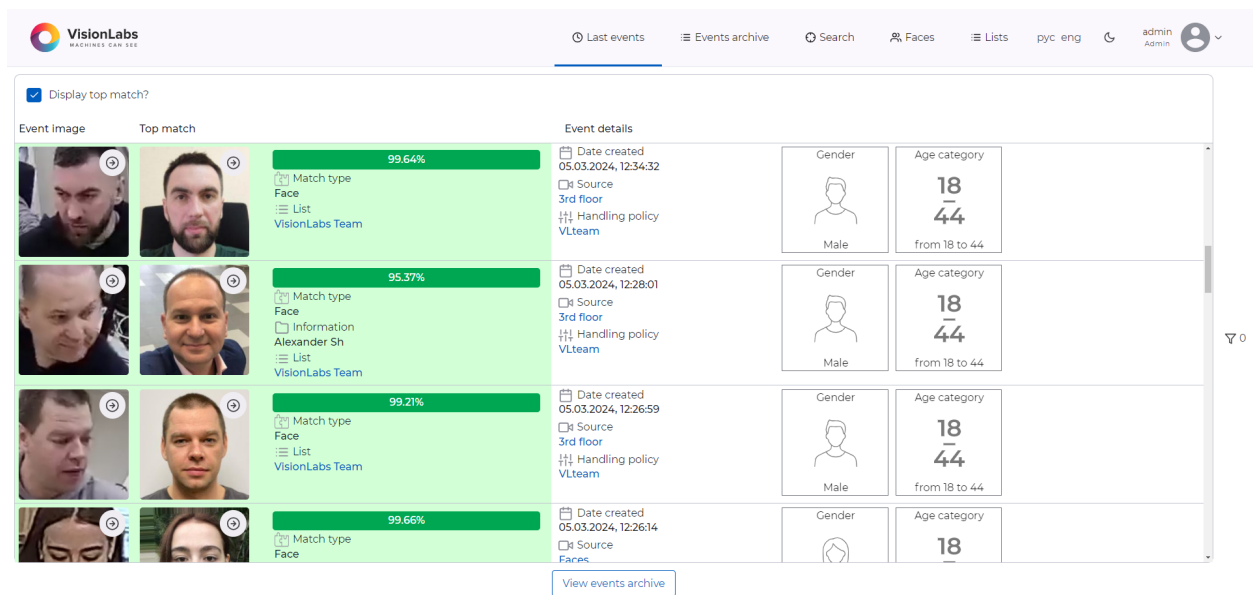 VisionLabs
MACHINES CAN SEE
Last events
Events archive
Search
Faces
Lists
рус eng
admin
Admin
Display top match?
Event image Top match Event details
99.64%
Match type
Face
List
VisionLabs Team
Date created
05.03.2024, 12:34:32
Source
3rd floor
Handling policy
VLteam
Gender
Male
Age category
18
44
from 18 to 44
95.37%
Match type
Face
Information
Alexander Sh
List
VisionLabs Team
Date created
05.03.2024, 12:28:01
Source
3rd floor
Handling policy
VLteam
Gender
Male
Age category
18
44
from 18 to 44
0
99.21%
Match type
Face
List
VisionLabs Team
Date created
05.03.2024, 12:26:59
Source
3rd floor
Handling policy
VLteam
Gender
Male
Age category
18
44
from 18 to 44
99.66%
Match type
Face
Date created
05.03.2024, 12:26:14
Source
Faces
Gender
Age category
18
View events archive